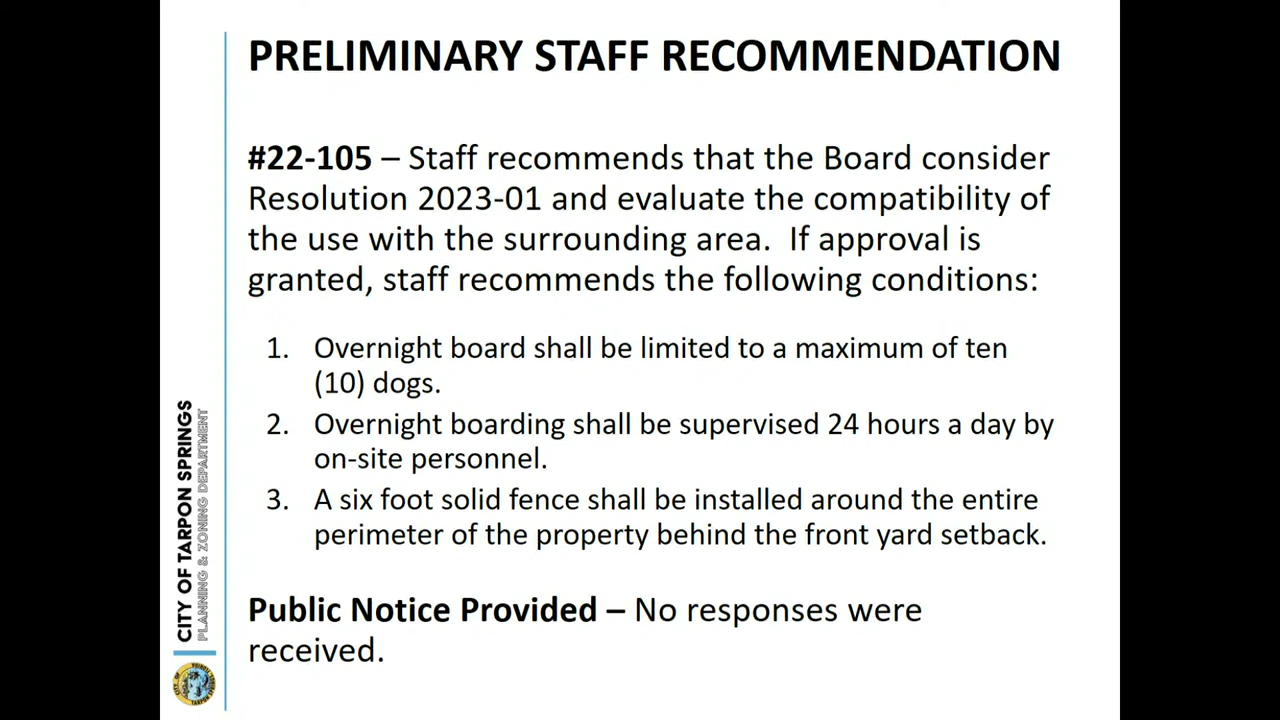 PRELIMINARY STAFF RECOMMENDATION
#22-105 – Staff recommends that the Board consider
Resolution 2023-01 and evaluate the compatibility of
the use with the surrounding area.  If approval is
granted, staff recommends the following conditions:
1. Overnight board shall be limited to a maximum of ten
(10) dogs.
2. Overnight boarding shall be supervised 24 hours a day by
on-site personnel.
3. A six foot solid fence shall be installed around the entire
perimeter of the property behind the front yard setback.
Public Notice Provided – No responses were
received.
CITY OF TARPON SPRINGS
PLANNING & ZONING DEPARTMENT